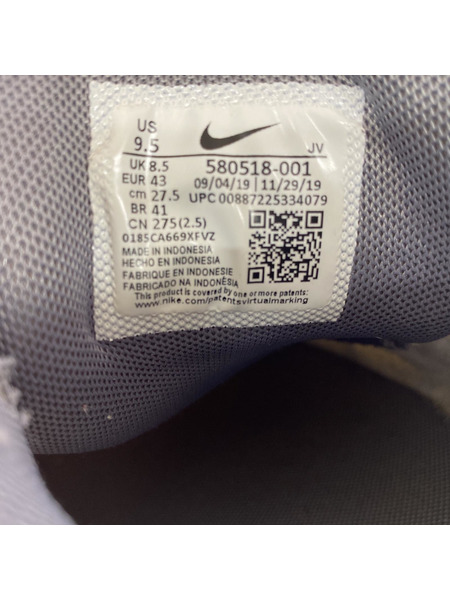 US
9.5
JV
UK 8.5
580518-001
EUR 43
09/04/19 | 11/29/19
cm 27.5
UPC 00887225334079
BR 41
CN 275(2.5)
0185CA669XFVZ
MADE IN INDONESIA
HECHO EN INDONESIA
FABRIQUE EN INDONESIE
FABRICADO NA INDONÉSIA
This product is covered by one or more patents:
www.nike.com/patentsvirtualmarking